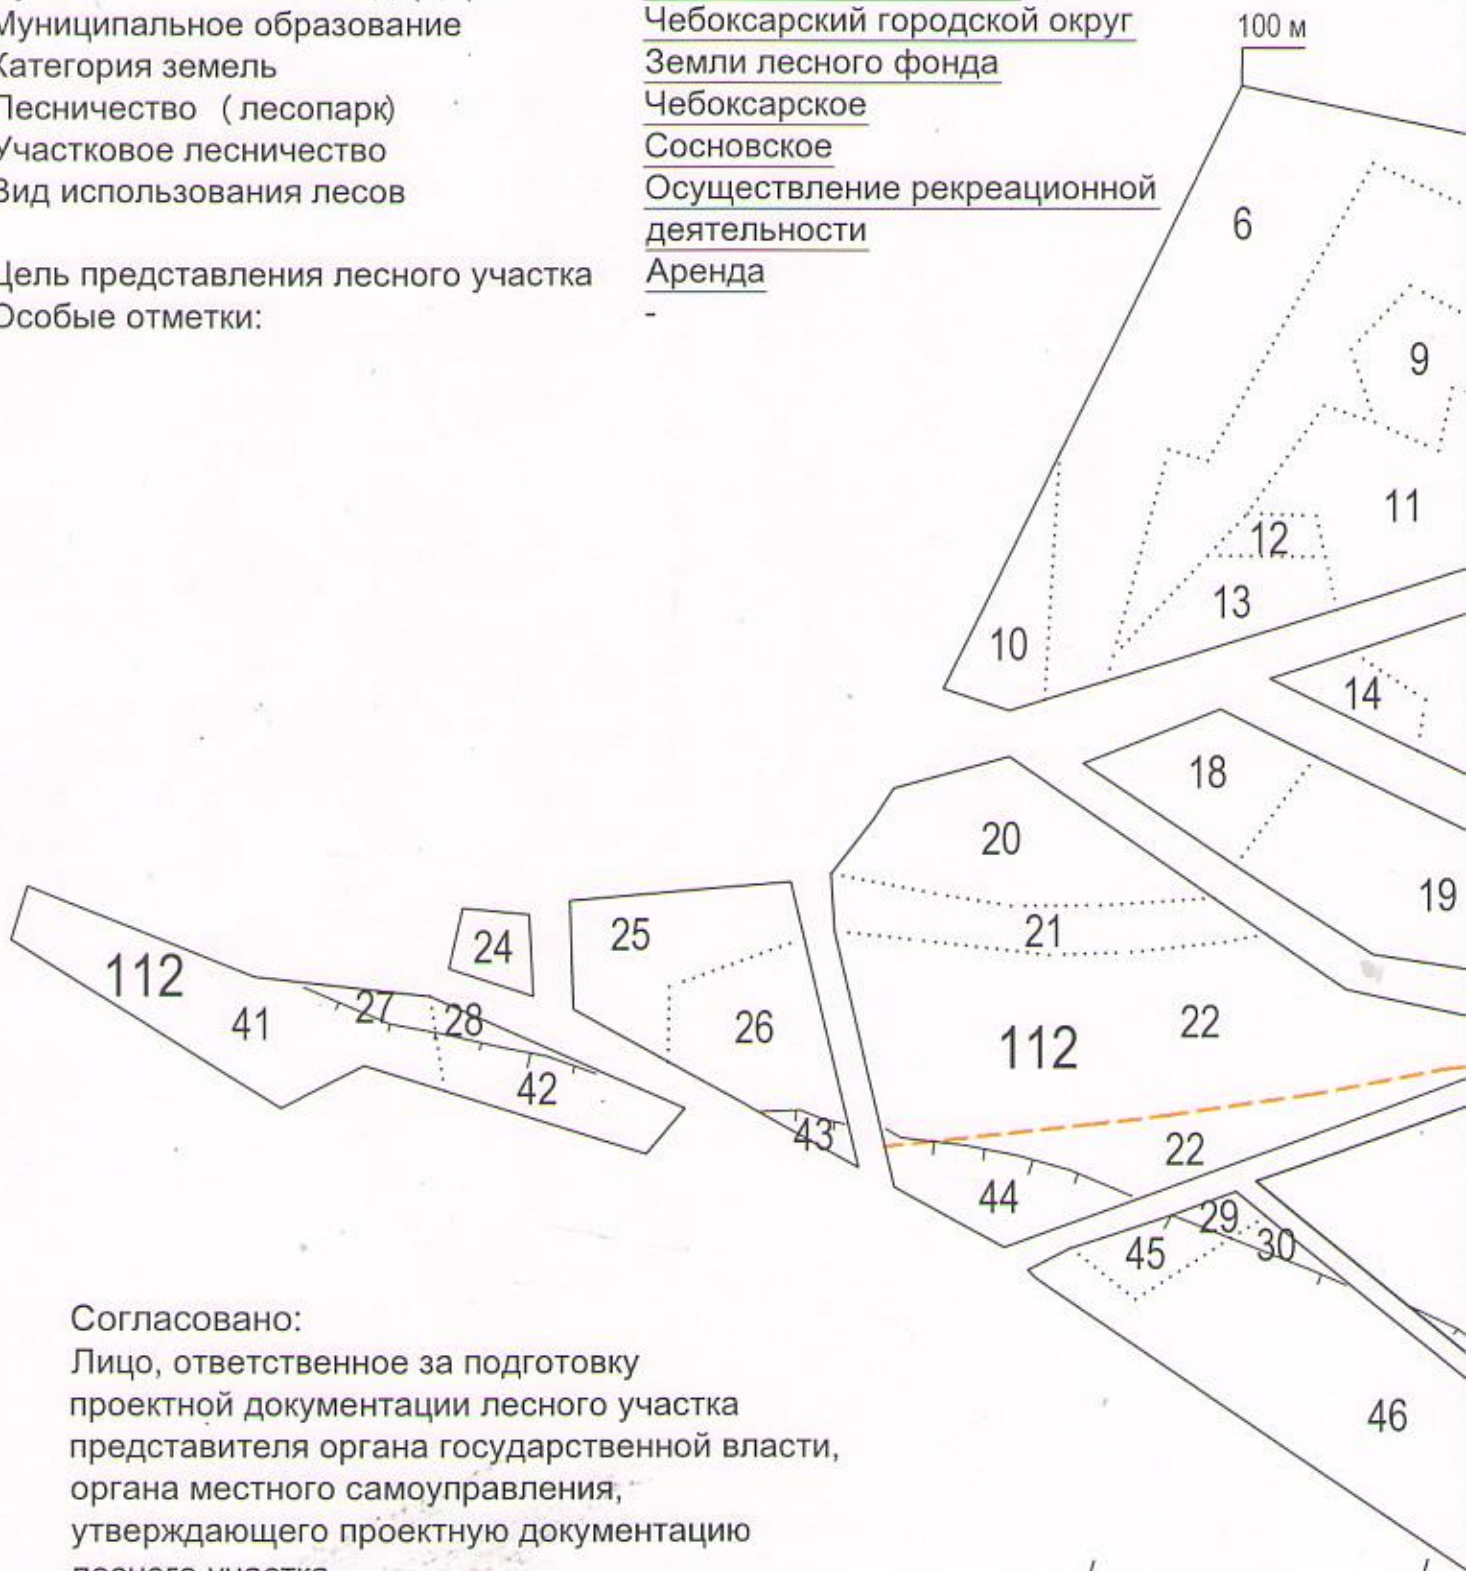 Муниципальное образование Чебоксарский городской округ
Категория земель Земли лесного фонда
Лесничество ( лесопарк) Чебоксарское
Участковое лесничество Сосновское
Вид использования лесов Осуществление рекреационной
деятельности
Цель представления лесного участка Аренда
Особые отметки: -
100 м
6
9
11
12
13
10
14
18
20
19
21
25
24
112
27
28
41
26
22
112
42
43
22
44
29
30
45
46
Согласовано:
Лицо, ответственное за подготовку
проектной документации лесного участка
представителя органа государственной власти,
органа местного самоуправления,
утверждающего проектную документацию
лесного участка